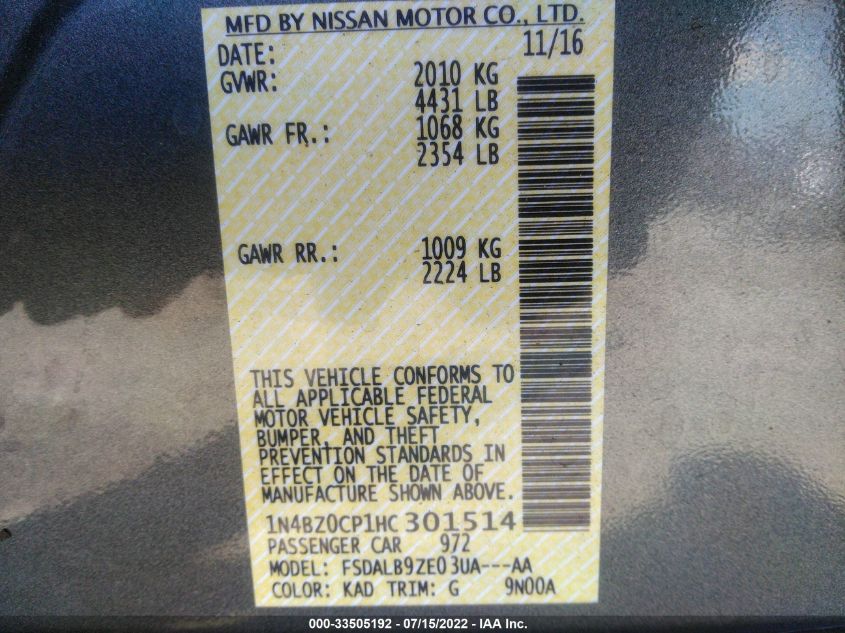 MFD BY NISSAN MOTOR CO., LTD.
DATE: 11/16
GVWR: 2010 KG
4431 LB
GAWR FR.: 1068 KG
2354 LB
GAWR RR.: 1009 KG
2224 LB
THIS VEHICLE CONFORMS TO
ALL APPLICABLE FEDERAL
MOTOR VEHICLE SAFETY,
BUMPER, AND THEFT
PREVENTION STANDARDS IN
EFFECT ON THE DATE OF
MANUFACTURE SHOWN ABOVE.
1N4BZ0CP1HC 301514
PASSENGER CAR 972
MODEL: FSDALB9ZE0 3UA---AA
COLOR: KAD TRIM: G 9N00A
000-33505192 - 07/15/2022 - IAA Inc.